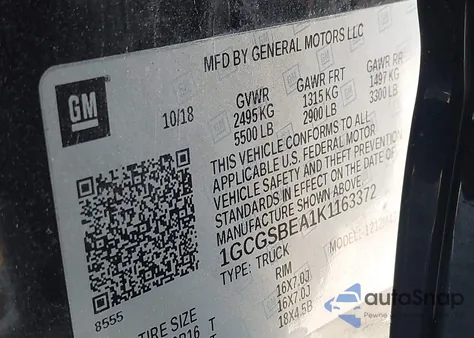 MFD BY GENERAL MOTORS LLC
GM
10/18
GVWR GAWR FRT GAWR RR
2495 KG 1315 KG 1497 KG
5500 LB 2900 LB 3300 LB
THIS VEHICLE CONFORMS TO ALL
APPLICABLE U.S. FEDERAL MOTOR
VEHICLE SAFETY AND THEFT PREVENTION
STANDARDS IN EFFECT ON THE DATE OF
MANUFACTURE SHOWN ABOVE.
1GCGSBEA1K1163372
TYPE: TRUCK MODEL:
8555
TIRE SIZE RIM
16X7.0J
16X7.0J
18X4.5B
T
T
autoSnap